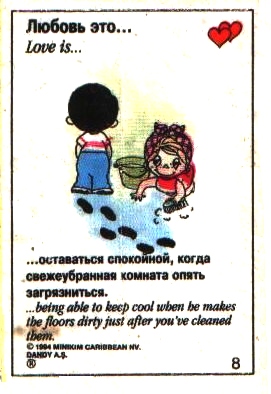 Любовь это...
Love is...
...оставаться спокойной, когда
свежеубранная комната опять
загрязниться.
...being able to keep cool when he makes
the floors dirty just after you've cleaned
them.
© 1994 MINIKIM CARIBBEAN NV.
DANDY A.Ş.
®
8